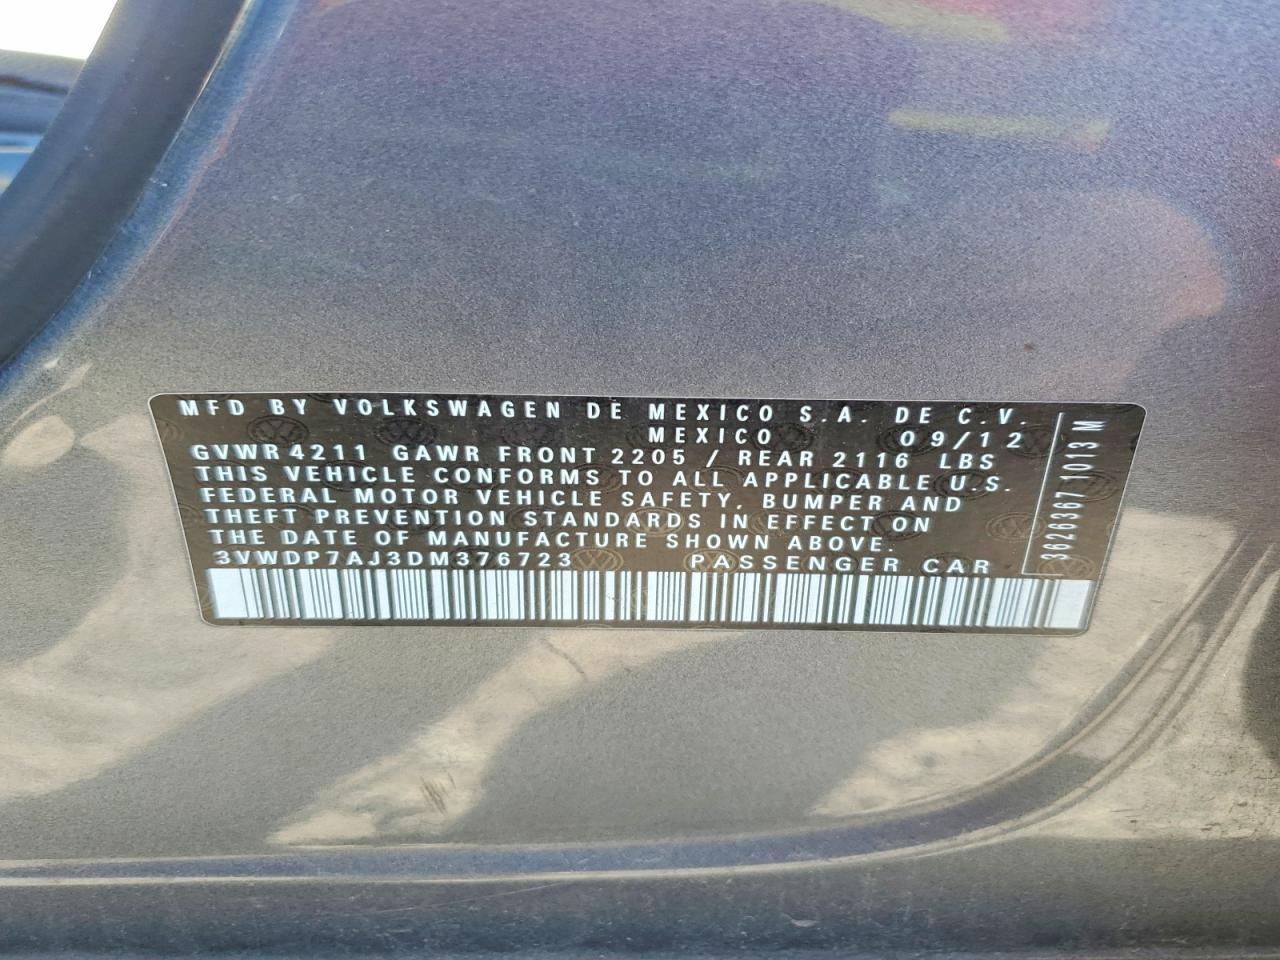 MFD BY VOLKSWAGEN DE MEXICO S.A. DE C.V.
MEXICO 09/12
GVWR 4211 GAWR FRONT 2205 / REAR 2116 LBS
THIS VEHICLE CONFORMS TO ALL APPLICABLE U.S.
FEDERAL MOTOR VEHICLE SAFETY, BUMPER AND
THEFT PREVENTION STANDARDS IN EFFECT ON
THE DATE OF MANUFACTURE SHOWN ABOVE.
3VWDP7AJ3DM376723 PASSENGER CAR
3626367 1013 M